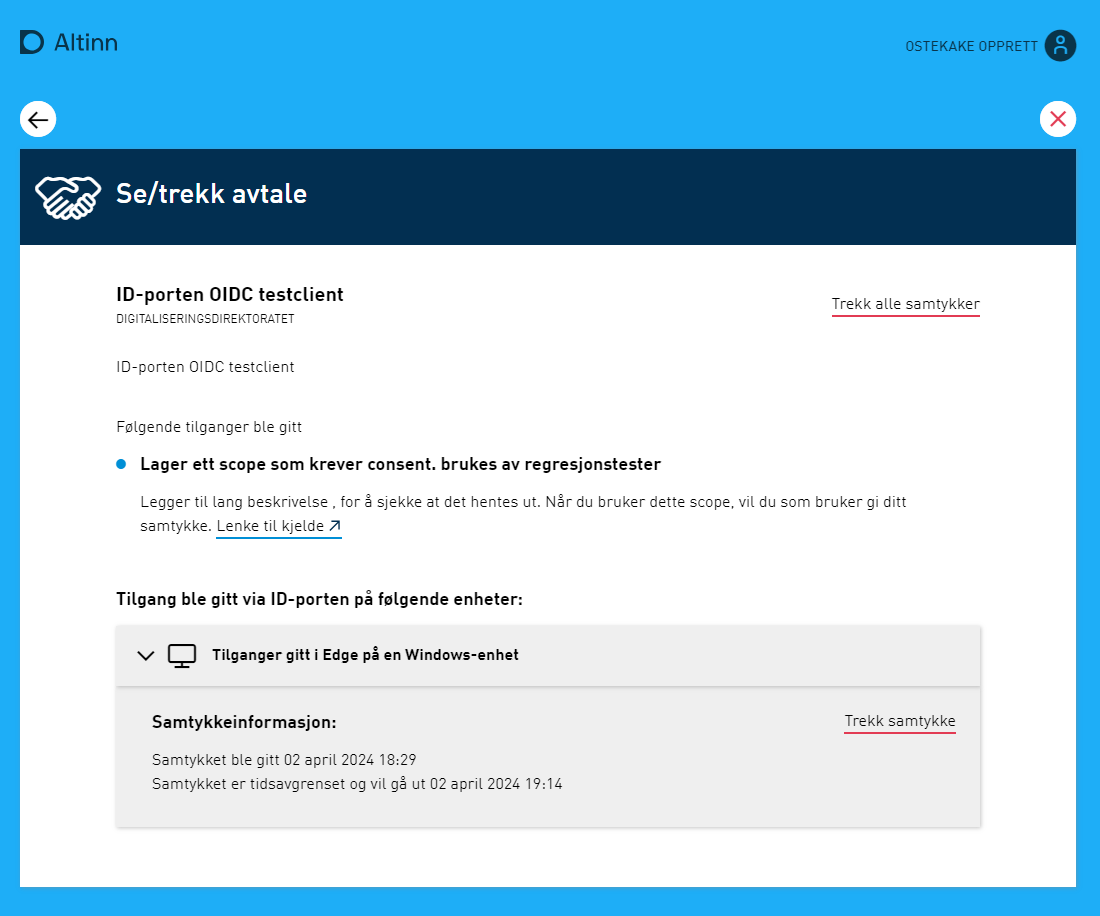 Altinn
OSTEKAKE OPPRETT
Se/trekk avtale
ID-porten OIDC testclient
DIGITALISERINGSDIREKTORATET
Trekk alle samtykker
ID-porten OIDC testclient
Følgende tilganger ble gitt
Lager ett scope som krever consent. brukes av regresjonstester
Legger til lang beskrivelse , for å sjekke at det hentes ut. Når du bruker dette scope, vil du som bruker gi ditt
samtykke. Lenke til kjelde
Tilgang ble gitt via ID-porten på følgende enheter:
Tilganger gitt i Edge på en Windows-enhet
Samtykkeinformasjon:
Trekk samtykke
Samtykket ble gitt 02 april 2024 18:29
Samtykket er tidsavgrenset og vil gå ut 02 april 2024 19:14